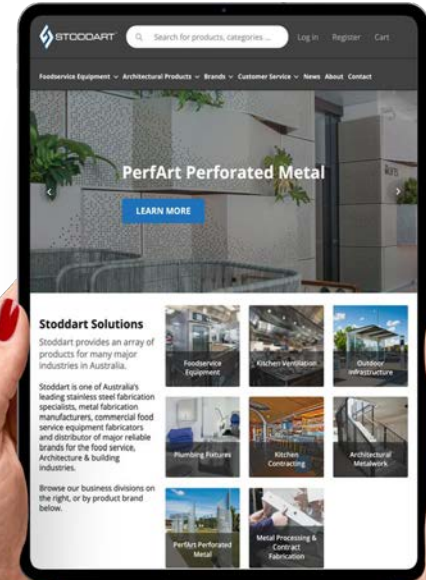 STODDART
Search for products, categories ...
Log in Register Cart
Foodservice Equipment Architectural Products Brands Customer Service News About Contact
PerfArt Perforated Metal
LEARN MORE
Stoddart Solutions
Stoddart provides an array of
products for many major
industries in Australia.
Stoddart is one of Australia's
leading stainless steel fabrication
specialists, metal fabrication
manufacturers, commercial food
service equipment fabricators
and distributor of major reliable
brands for the food service,
Architecture & building
industries.
Browse our business divisions on
the right, or by product brand
below.
Foodservice
Equipment
Kitchen Ventilation
Outdoor
Infrastructure
Plumbing Fixtures
Kitchen
Contracting
Architectural
Metalwork
PerfArt Perforated
Metal
Metal Processing &
Contract
Fabrication